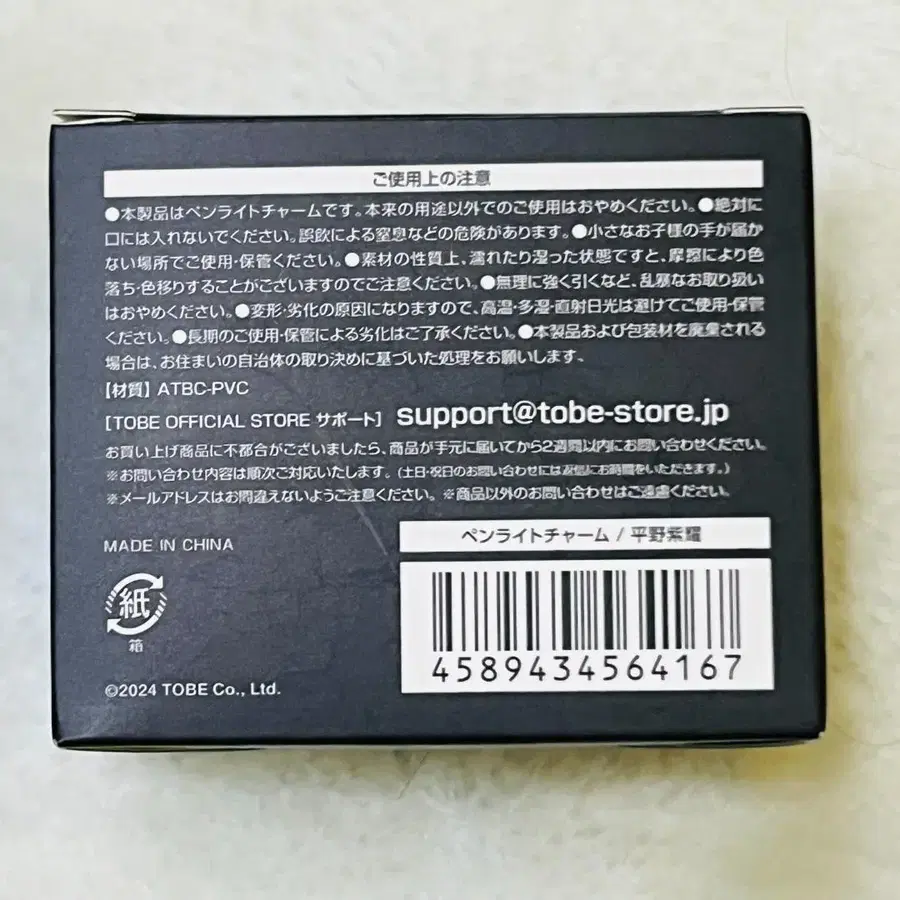 ご使用上の注意
●本製品はペンライトチャームです。本来の用途以外でのご使用はおやめください。●絶対に
口には入れないでください。誤飲による窒息などの危険があります。●小さなお子様の手が届か
ない場所でご使用・保管ください。●素材の性質上、濡れたり湿った状態ですと、摩擦により色
落ち・色移りすることがございますのでご注意ください。●無理に強く引くなど、乱暴なお取り扱い
はおやめください。●変形・劣化の原因になりますので、高温・多湿・直射日光は避けてご使用・保管
ください。●長期のご使用・保管による劣化はご了承ください。●本製品および包装材を廃棄される
場合は、お住まいの自治体の取り決めに基づいた処理をお願いします。
【材質】ATBC-PVC
[TOBE OFFICIAL STORE サポート] support@tobe-store.jp
お買い上げ商品に不都合がございましたら、商品が手元に届いてから2週間以内にお問い合わせください。
※お問い合わせ内容は順次ご対応いたします。(土日・祝日のお問い合わせには返信にお時間をいただきます。)
※メールアドレスはお間違えないようご注意ください。※商品以外のお問い合わせはご遠慮ください。
MADE IN CHINA
紙
箱
©2024 TOBE Co., Ltd.
ペンライトチャーム / 平野紫耀
4589434564167